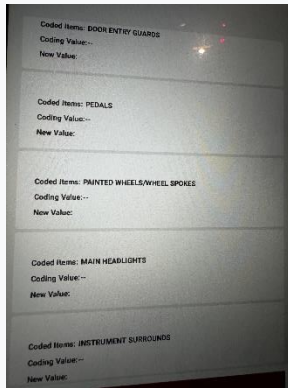 Coded Items: DOOR ENTRY GUARDS
Coding Value:--
New Value:
Coded Items: PEDALS
Coding Value:--
New Value:
Coded Items: PAINTED WHEELS/WHEEL SPOKES
Coding Value:--
New Value:
Coded Items: MAIN HEADLIGHTS
Coding Value:--
New Value:
Coded Items: INSTRUMENT SURROUNDS
Coding Value:--
New Value: